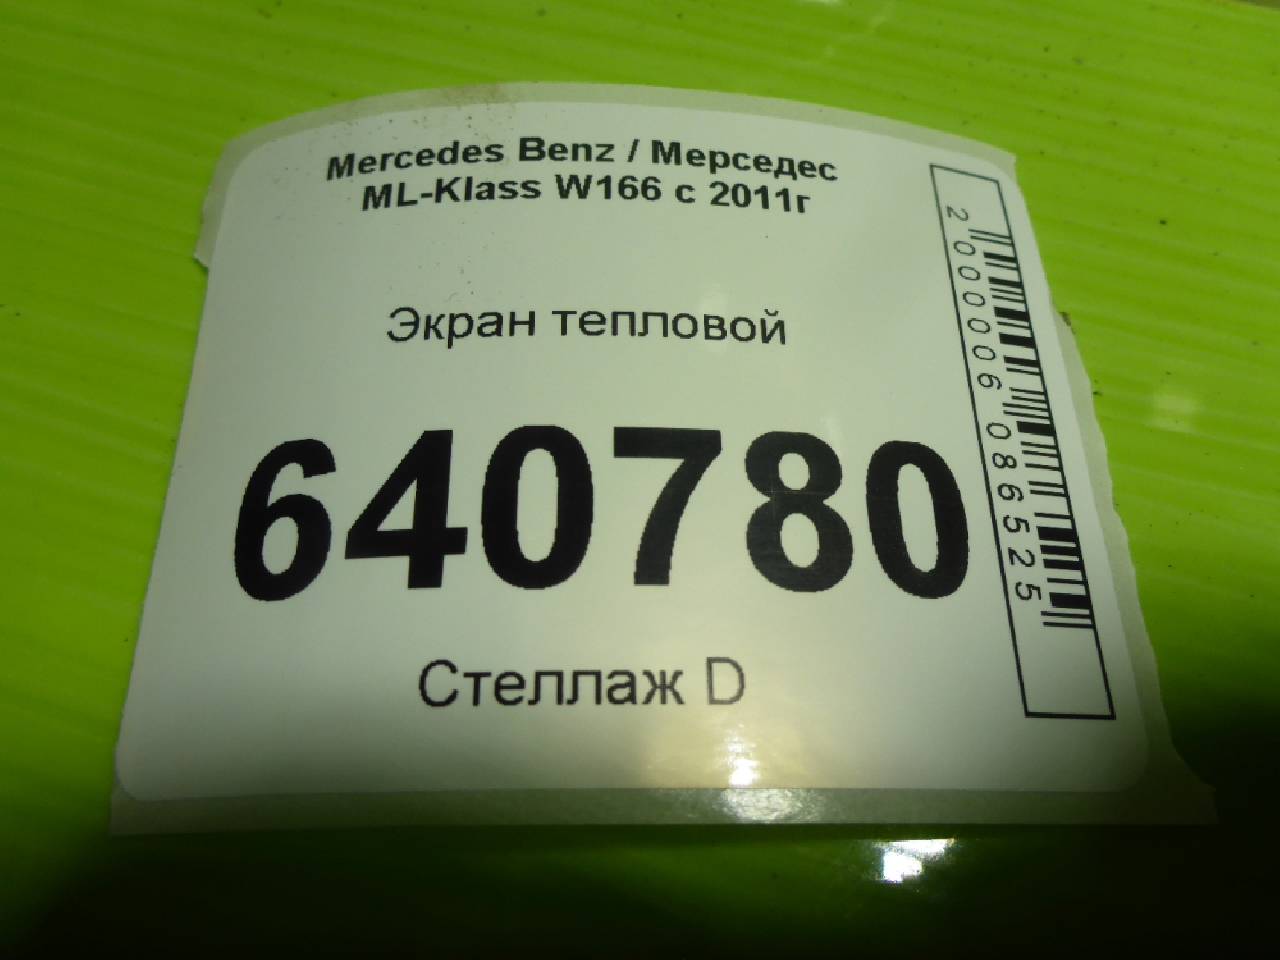 Mercedes Benz / Мерседес
ML-Klass W166 с 2011г
Экран тепловой
640780
Стеллаж D
2000006086525